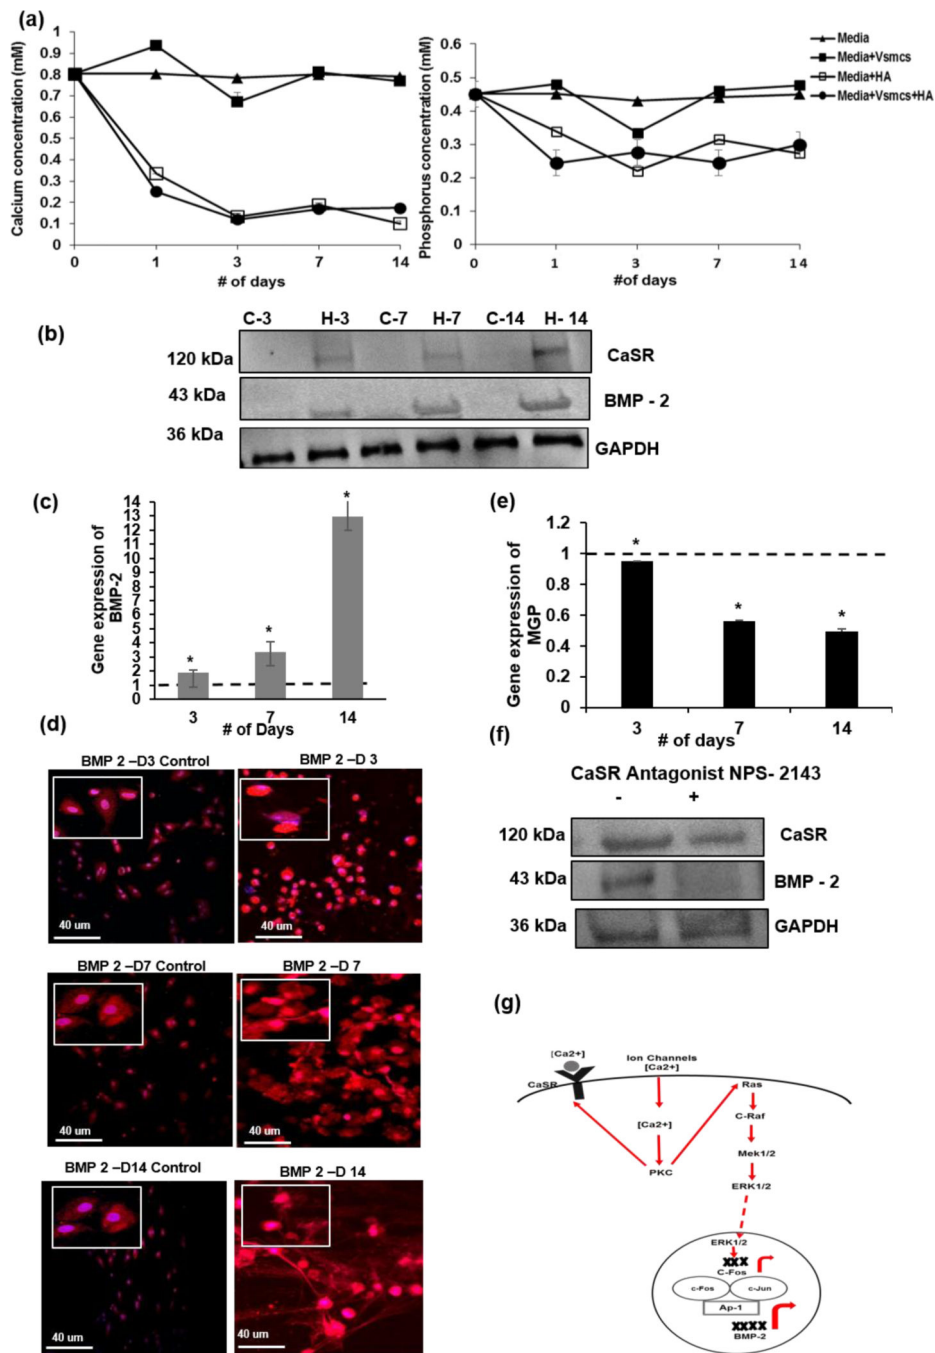 (a)
Calcium concentration (mM)
1
0.9
0.8
0.7
0.6
0.5
0.4
0.3
0.2
0.1
0
0 1 3 7 14
# of days
Phosphorus concentration (mM)
0.6
0.5
0.4
0.3
0.2
0.1
0
0 1 3 7 14
#of days
Media
Media+Vsmcs
Media+HA
Media+Vsmcs+HA
(b)
C-3 H-3 C-7 H-7 C-14 H- 14
120 kDa CaSR
43 kDa BMP - 2
36 kDa GAPDH
(c)
Gene expression of
BMP-2
14
13
12
11
10
9
8
7
6
5
4
3
2
1
0
* * *
3 7 14
# of Days
(e)
Gene expression of
MGP
1.2
1
0.8
0.6
0.4
0.2
0
* * *
3 7 14
# of days
(d)
BMP 2 –D3 Control BMP 2 –D 3
40 um 40 um
BMP 2 –D7 Control BMP 2 –D 7
40 um 40 um
BMP 2 –D14 Control BMP 2 –D 14
40 um 40 um
(f)
CaSR Antagonist NPS- 2143
- +
120 kDa CaSR
43 kDa BMP - 2
36 kDa GAPDH
(g)
[Ca2+]
CaSR
Ion Channels
[Ca2+]
[Ca2+]
PKC
Ras
C-Raf
Mek1/2
ERK1/2
ERK1/2
XX X
C-Fos
c-Fos c-Jun
Ap-1
XX XX
BMP-2